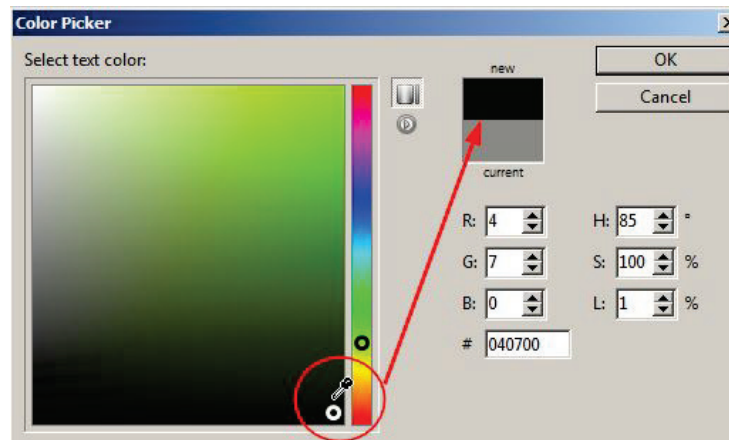 Color Picker
Select text color:
new
current
OK
Cancel
R: 4 H: 85 °
G: 7 S: 100 %
B: 0 L: 1 %
# 040700